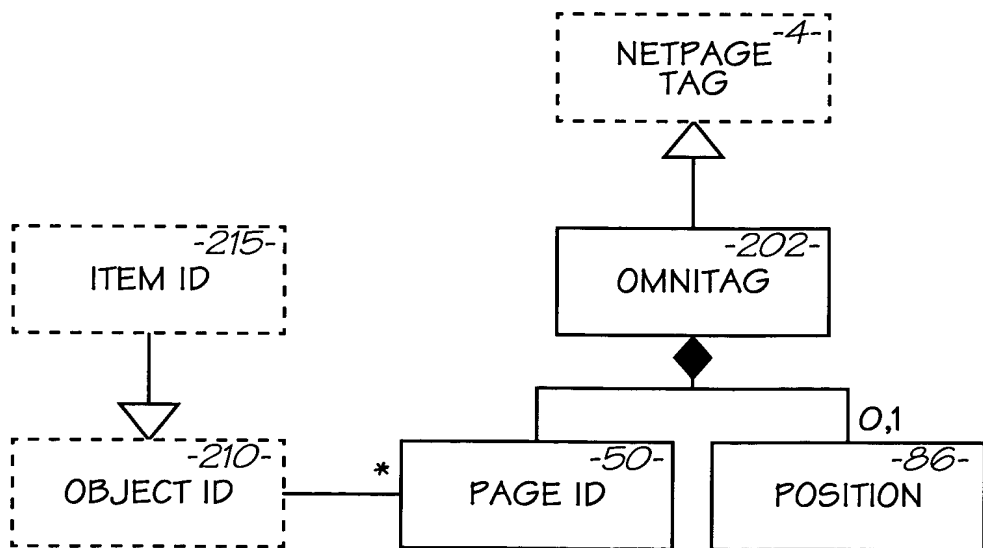 -4-
NETPAGE
TAG
-215-
ITEM ID
-202-
OMNITAG
0,1
-210-
OBJECT ID
*
-50-
PAGE ID
-86-
POSITION